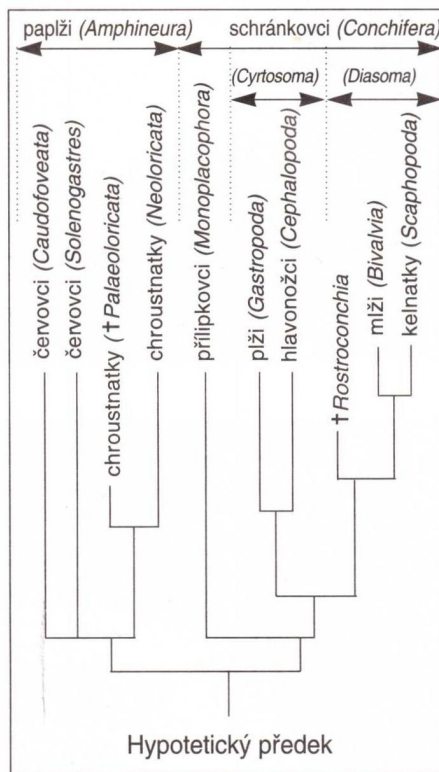 paplži (Amphineura)
schránkovci (Conchifera)
(Cyrtosoma)
(Diasoma)
červovci (Caudofoveata)
červovci (Solenogastres)
chroustnatky († Palaeoloricata)
chroustnatky (Neoloricata)
přílipkovci (Monoplacophora)
plži (Gastropoda)
hlavonožci (Cephalopoda)
† Rostroconchia
mlži (Bivalvia)
kelnatky (Scaphopoda)
Hypotetický předek